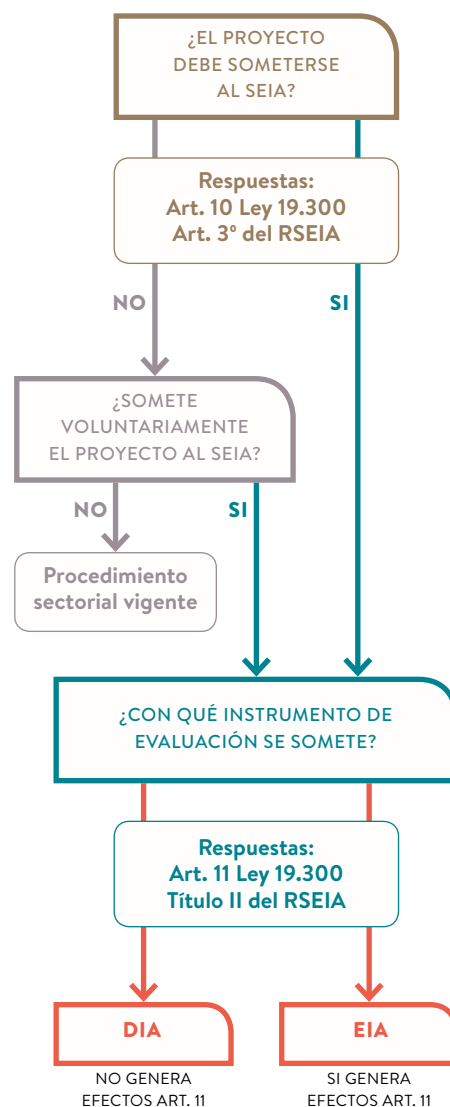 ¿EL PROYECTO
DEBE SOMETERSE
AL SEIA?
Respuestas:
Art. 10 Ley 19.300
Art. 3º del RSEIA
NO
SI
¿SOMETE
VOLUNTARIAMENTE
EL PROYECTO AL SEIA?
NO
SI
Procedimiento
sectorial vigente
¿CON QUÉ INSTRUMENTO DE
EVALUACIÓN SE SOMETE?
Respuestas:
Art. 11 Ley 19.300
Título II del RSEIA
DIA
NO GENERA
EFECTOS ART. 11
EIA
SI GENERA
EFECTOS ART. 11